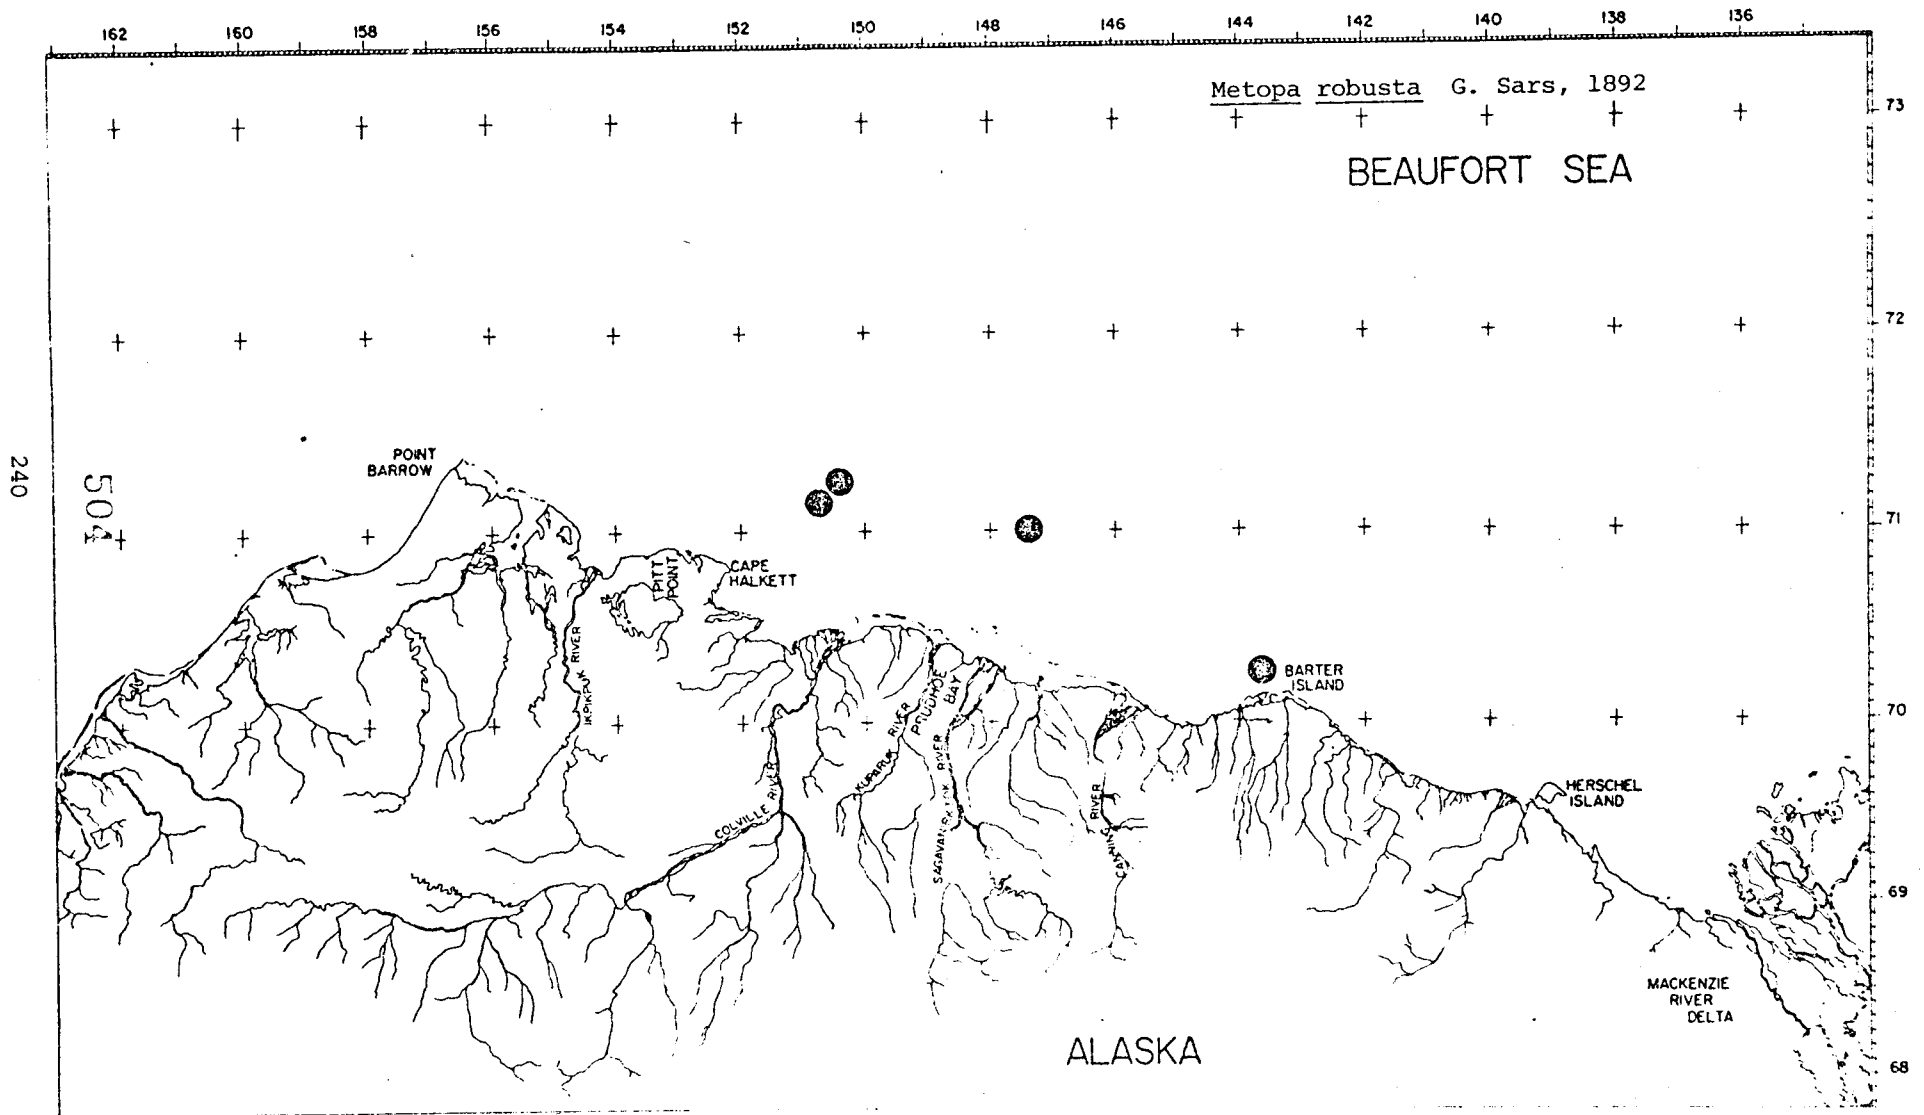 162 160 158 156 154 152 150 148 146 144 142 140 138 136
Metopa robusta G. Sars, 1892
73
BEAUFORT SEA
72
POINT
BARROW
240
504
71
CAPE
HALKETT
PITT
POINT
IKPIKPUK RIVER
BARTER
ISLAND
PRUDHOE
BAY
70
KUPARUK RIVER
COLVILLE RIVER
SAGAVANIRKTOK RIVER
CANNING RIVER
HERSCHEL
ISLAND
69
MACKENZIE
RIVER
DELTA
ALASKA
68